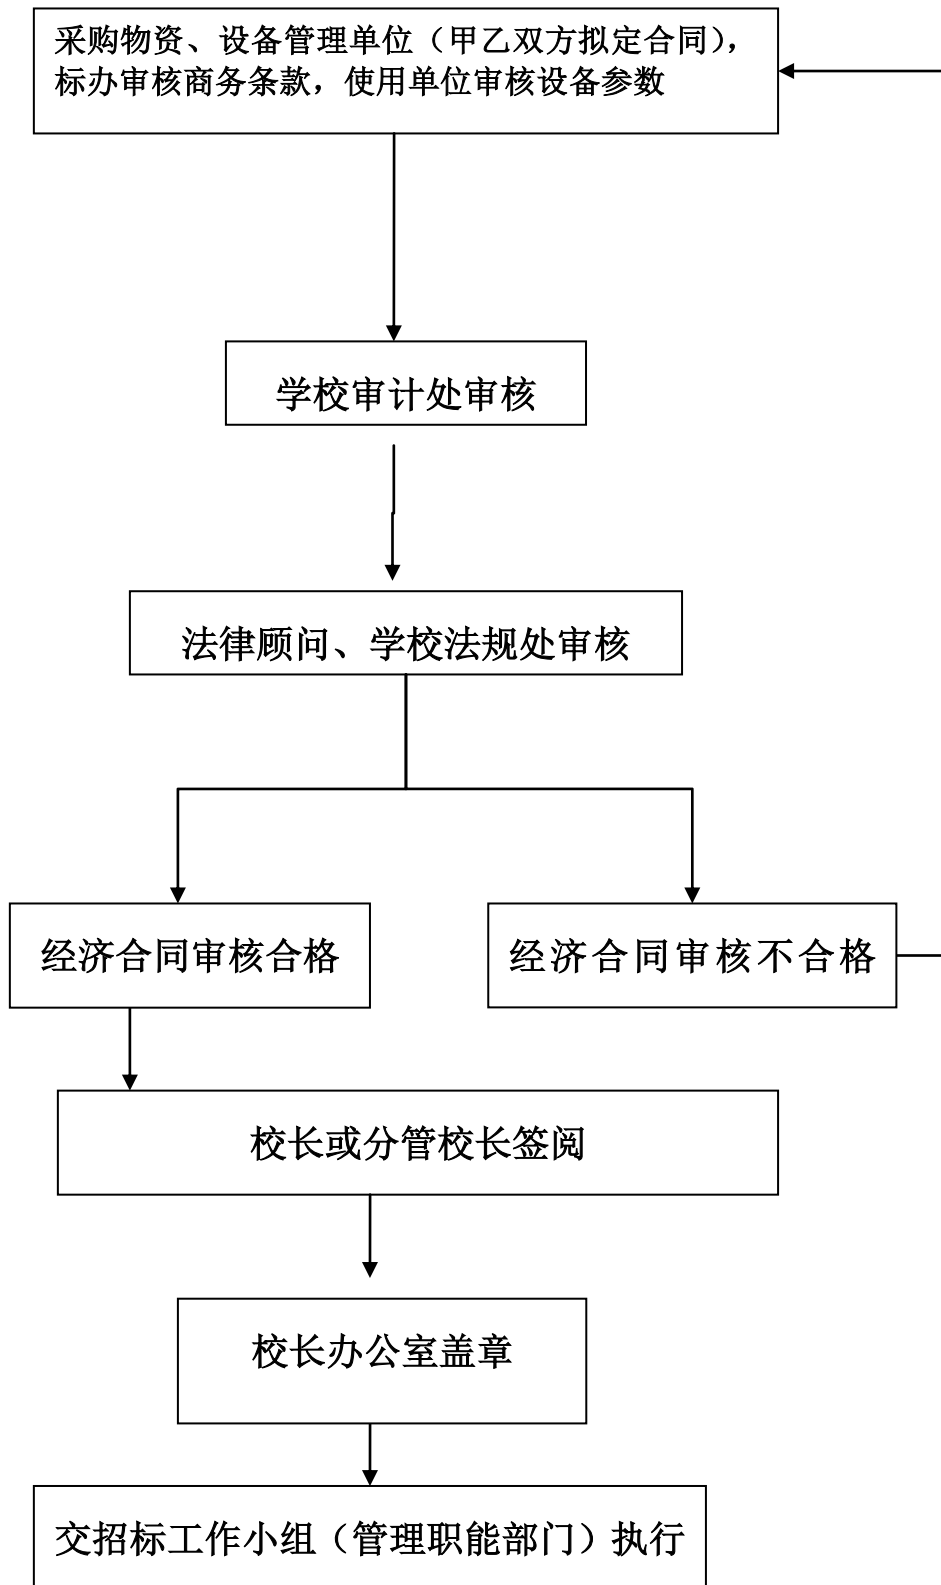 采购物资、设备管理单位（甲乙双方拟定合同），
标办审核商务条款，使用单位审核设备参数
学校审计处审核
法律顾问、学校法规处审核
经济合同审核合格
经济合同审核不合格
校长或分管校长签阅
校长办公室盖章
交招标工作小组（管理职能部门）执行